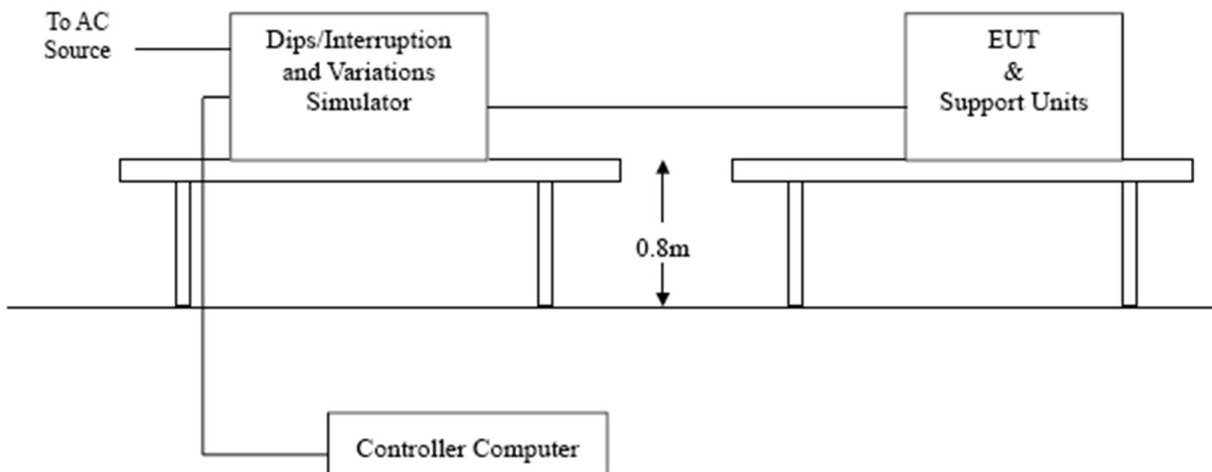 To AC
Source
Dips/Interruption
and Variations
Simulator
EUT
&
Support Units
0.8m
Controller Computer